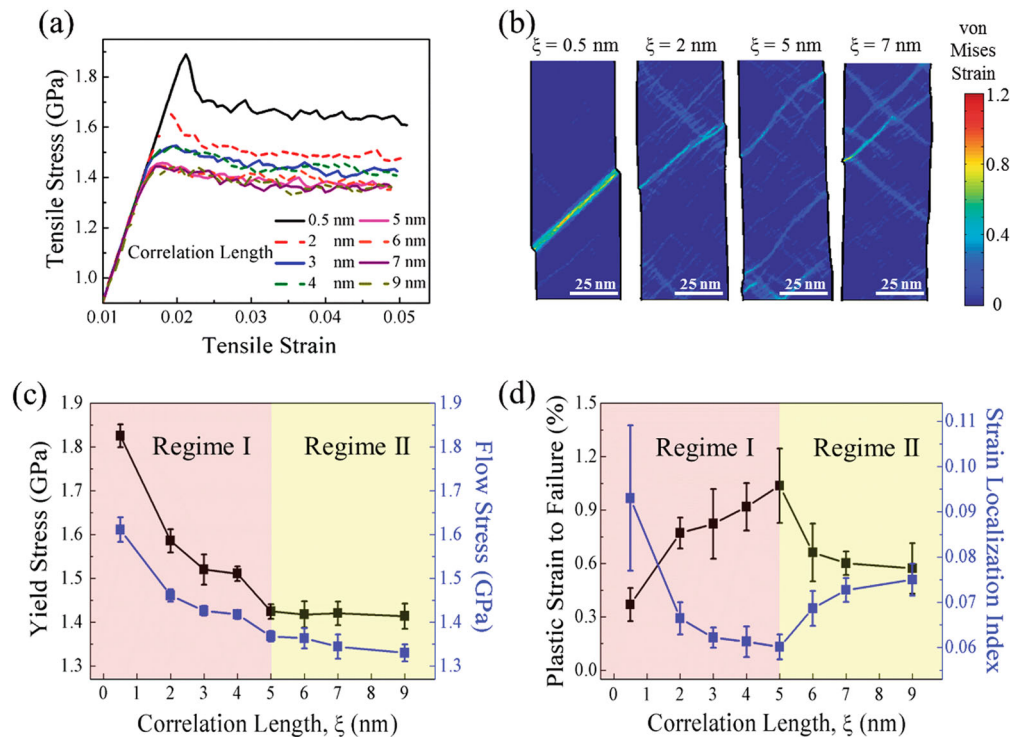 (a)
Tensile Stress (GPa)
1.8
1.6
1.4
1.2
1.0
0.01 0.02 0.03 0.04 0.05
Tensile Strain
Correlation Length
0.5 nm
2 nm
3 nm
4 nm
5 nm
6 nm
7 nm
9 nm
(b)
ξ = 0.5 nm ξ = 2 nm ξ = 5 nm ξ = 7 nm
25 nm 25 nm 25 nm 25 nm
von
Mises
Strain
1.2
0.8
0.4
0
(c)
Yield Stress (GPa)
1.9
1.8
1.7
1.6
1.5
1.4
1.3
Regime I Regime II
1.9
1.8
1.7
1.6
1.5
1.4
1.3
Flow Stress (GPa)
0 1 2 3 4 5 6 7 8 9
Correlation Length, ξ (nm)
(d)
Plastic Strain to Failure (%)
1.5
1.2
0.9
0.6
0.3
0.0
Regime I Regime II
0.11
0.10
0.09
0.08
0.07
0.06
Strain Localization Index
0 1 2 3 4 5 6 7 8 9
Correlation Length, ξ (nm)